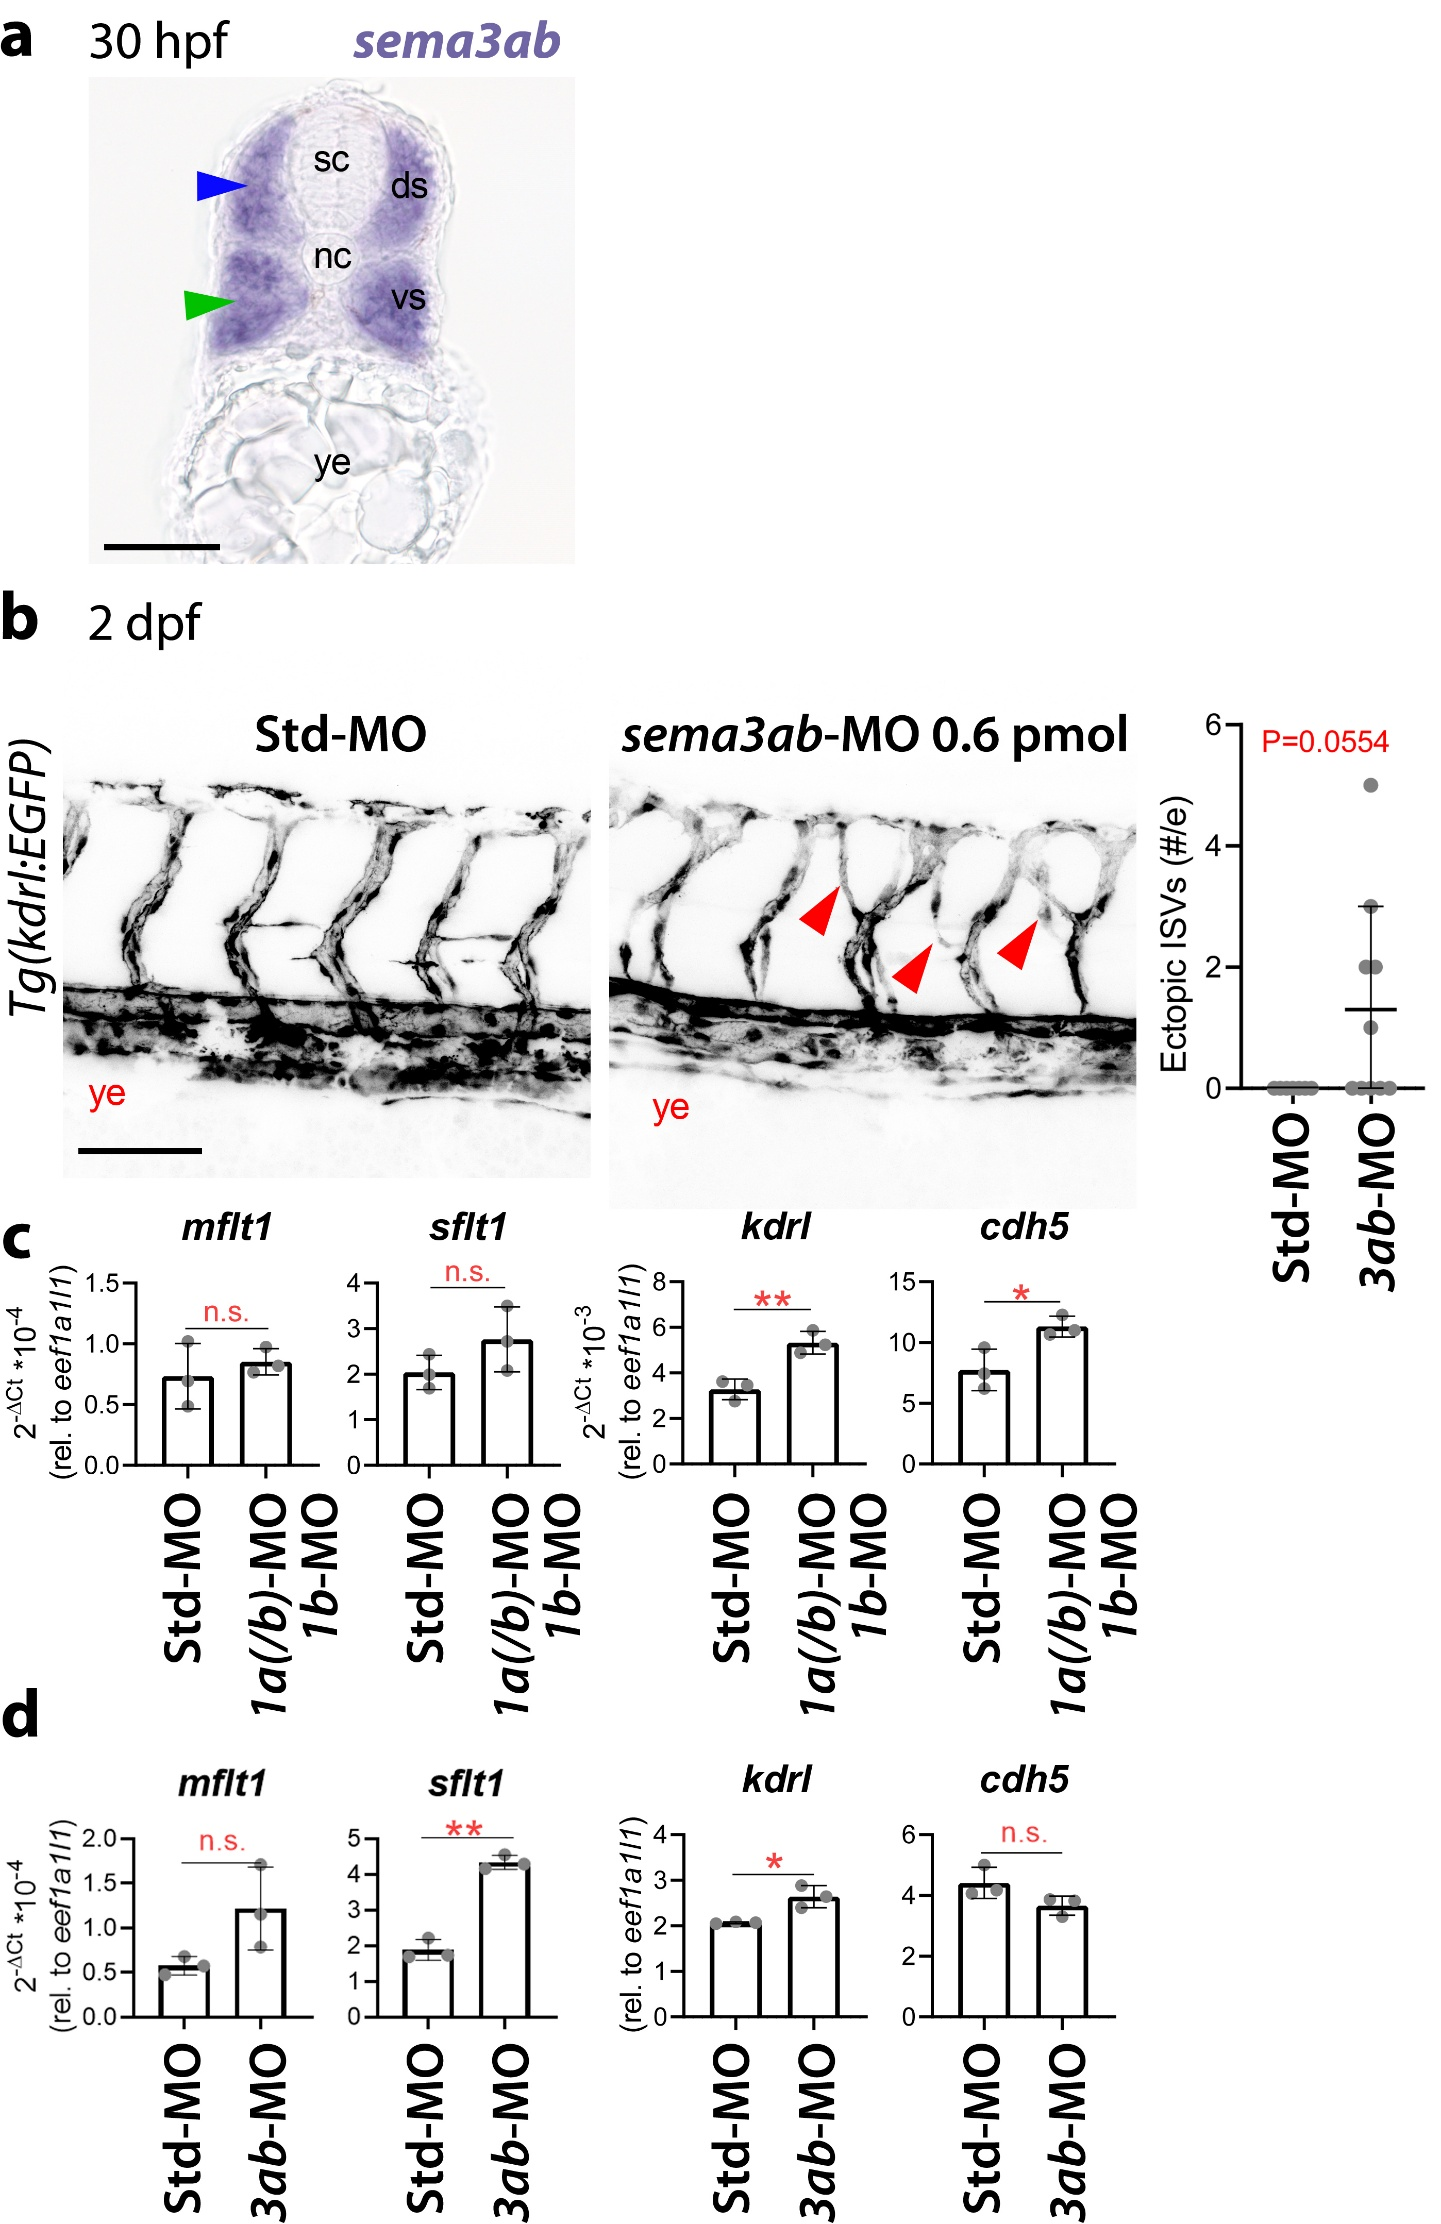 a 30 hpf sema3ab
sc
ds
nc
vs
ye
b 2 dpf
Tg(kdrl:EGFP)
Std-MO
ye
sema3ab-MO 0.6 pmol
ye
Ectopic ISVs (#/e)
6
4
2
0
P=0.0554
Std-MO
3ab-MO
c
mflt1
2-ΔCt *10-4
(rel. to eef1a1l1)
1.5
1.0
0.5
0.0
n.s.
Std-MO
1a(/b)-MO
1b-MO
sflt1
4
3
2
1
0
n.s.
Std-MO
1a(/b)-MO
1b-MO
kdrl
2-ΔCt *10-3
(rel. to eef1a1l1)
8
6
4
2
0
**
Std-MO
1a(/b)-MO
1b-MO
cdh5
15
10
5
0
*
Std-MO
1a(/b)-MO
1b-MO
d
mflt1
2-ΔCt *10-4
(rel. to eef1a1l1)
2.0
1.5
1.0
0.5
0.0
n.s.
Std-MO
3ab-MO
sflt1
5
4
3
2
1
0
**
Std-MO
3ab-MO
kdrl
(rel. to eef1a1l1)
4
3
2
1
0
*
Std-MO
3ab-MO
cdh5
6
4
2
0
n.s.
Std-MO
3ab-MO